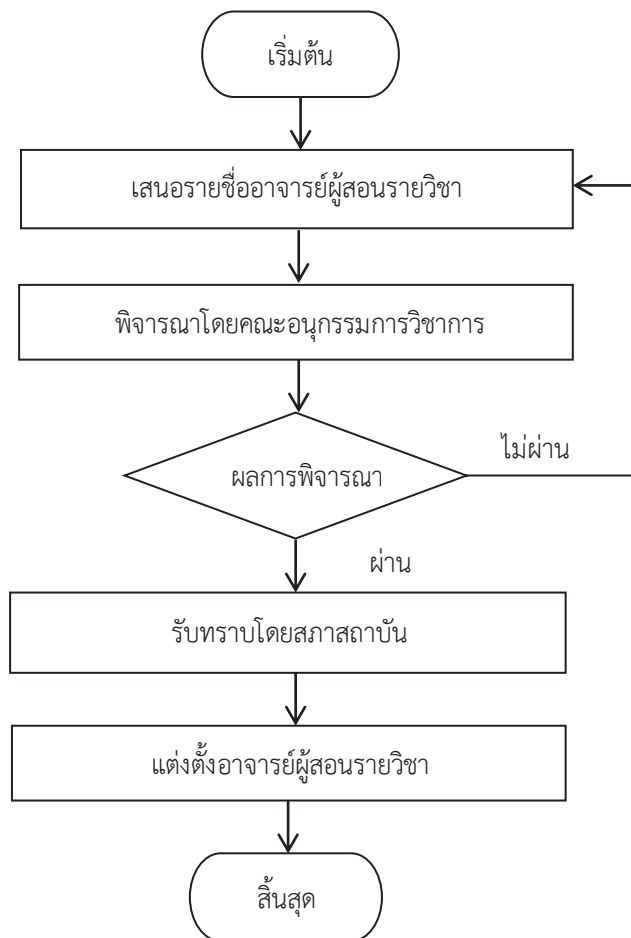 เริ่มต้น
เสนอรายชื่ออาจารย์ผู้สอนรายวิชา
พิจารณาโดยคณะอนุกรรมการวิชาการ
ผลการพิจารณา
ไม่ผ่าน
ผ่าน
รับทราบโดยสภาสถาบัน
แต่งตั้งอาจารย์ผู้สอนรายวิชา
สิ้นสุด